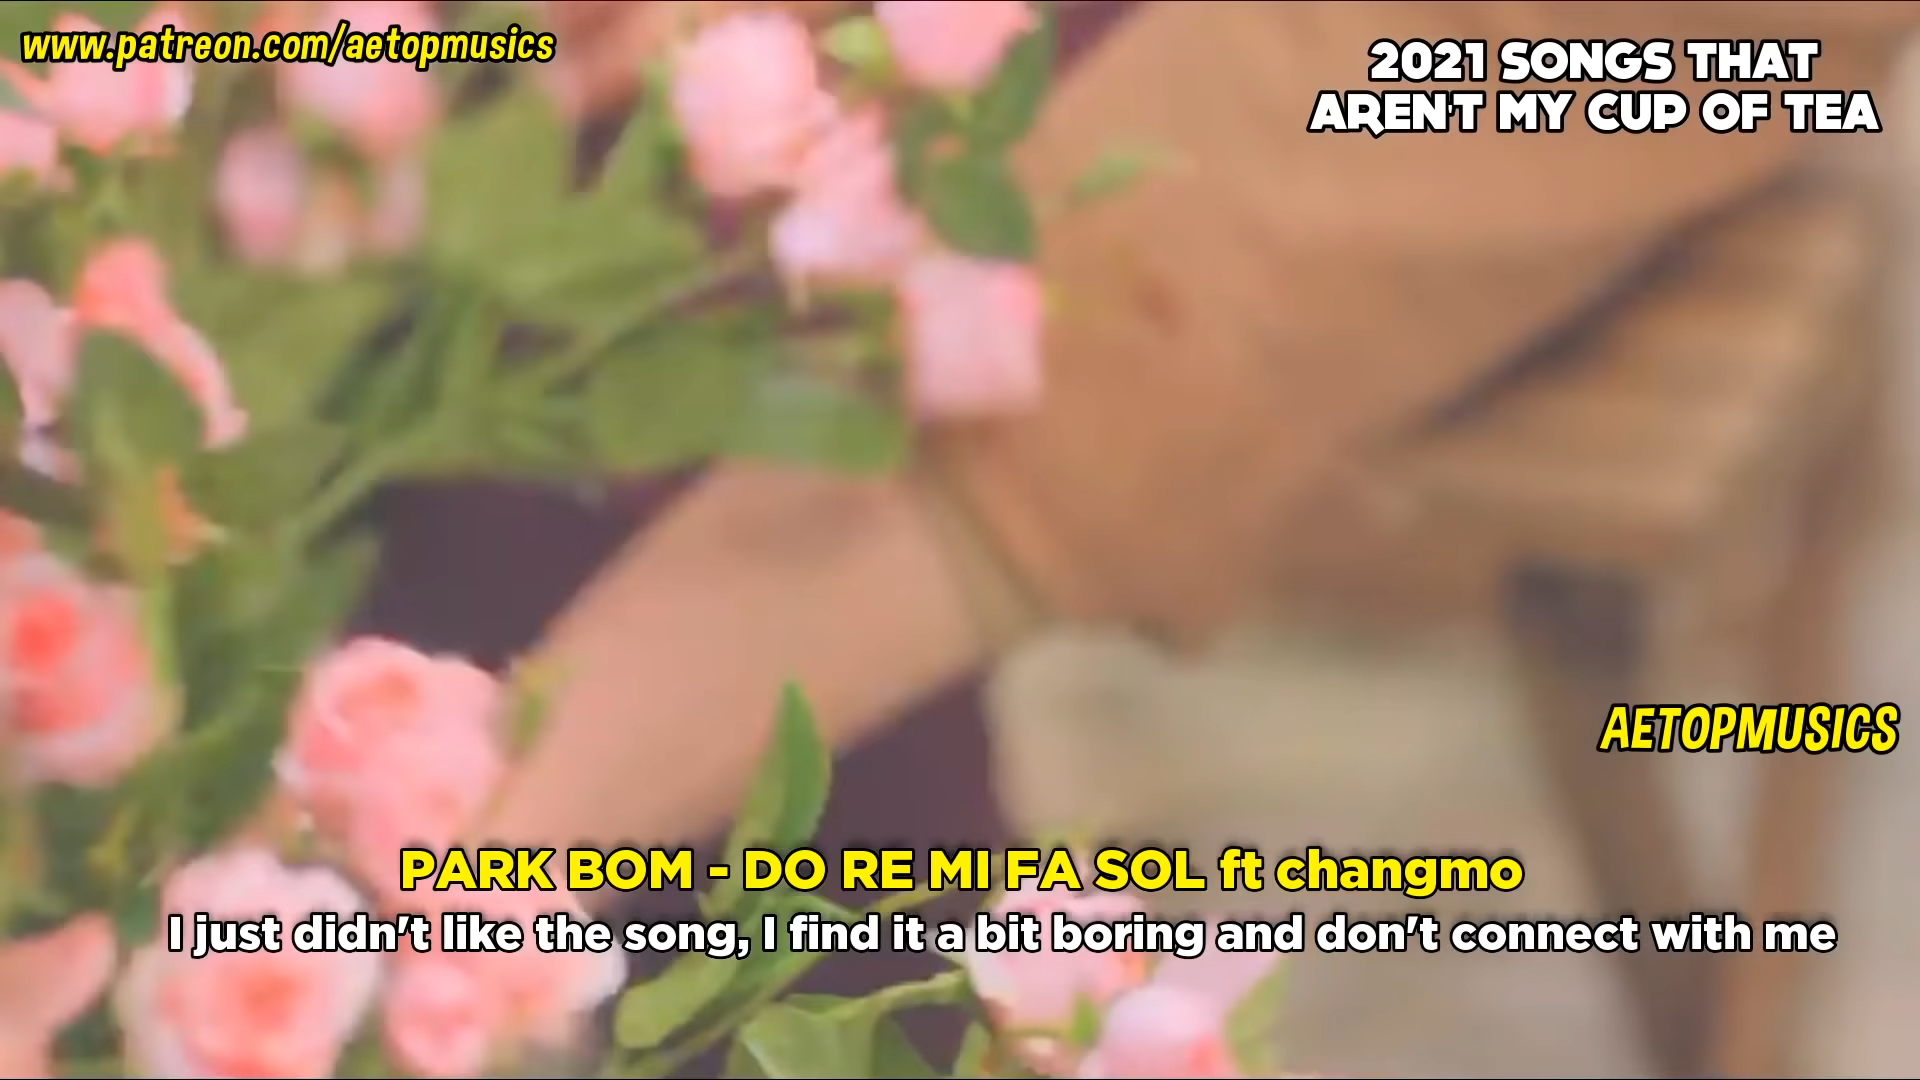 www.patreon.com/aetopmusics
2021 SONGS THAT
AREN'T MY CUP OF TEA
AETOPMUSICS
PARK BOM - DO RE MI FA SOL ft changmo
I just didn't like the song, I find it a bit boring and don't connect with me